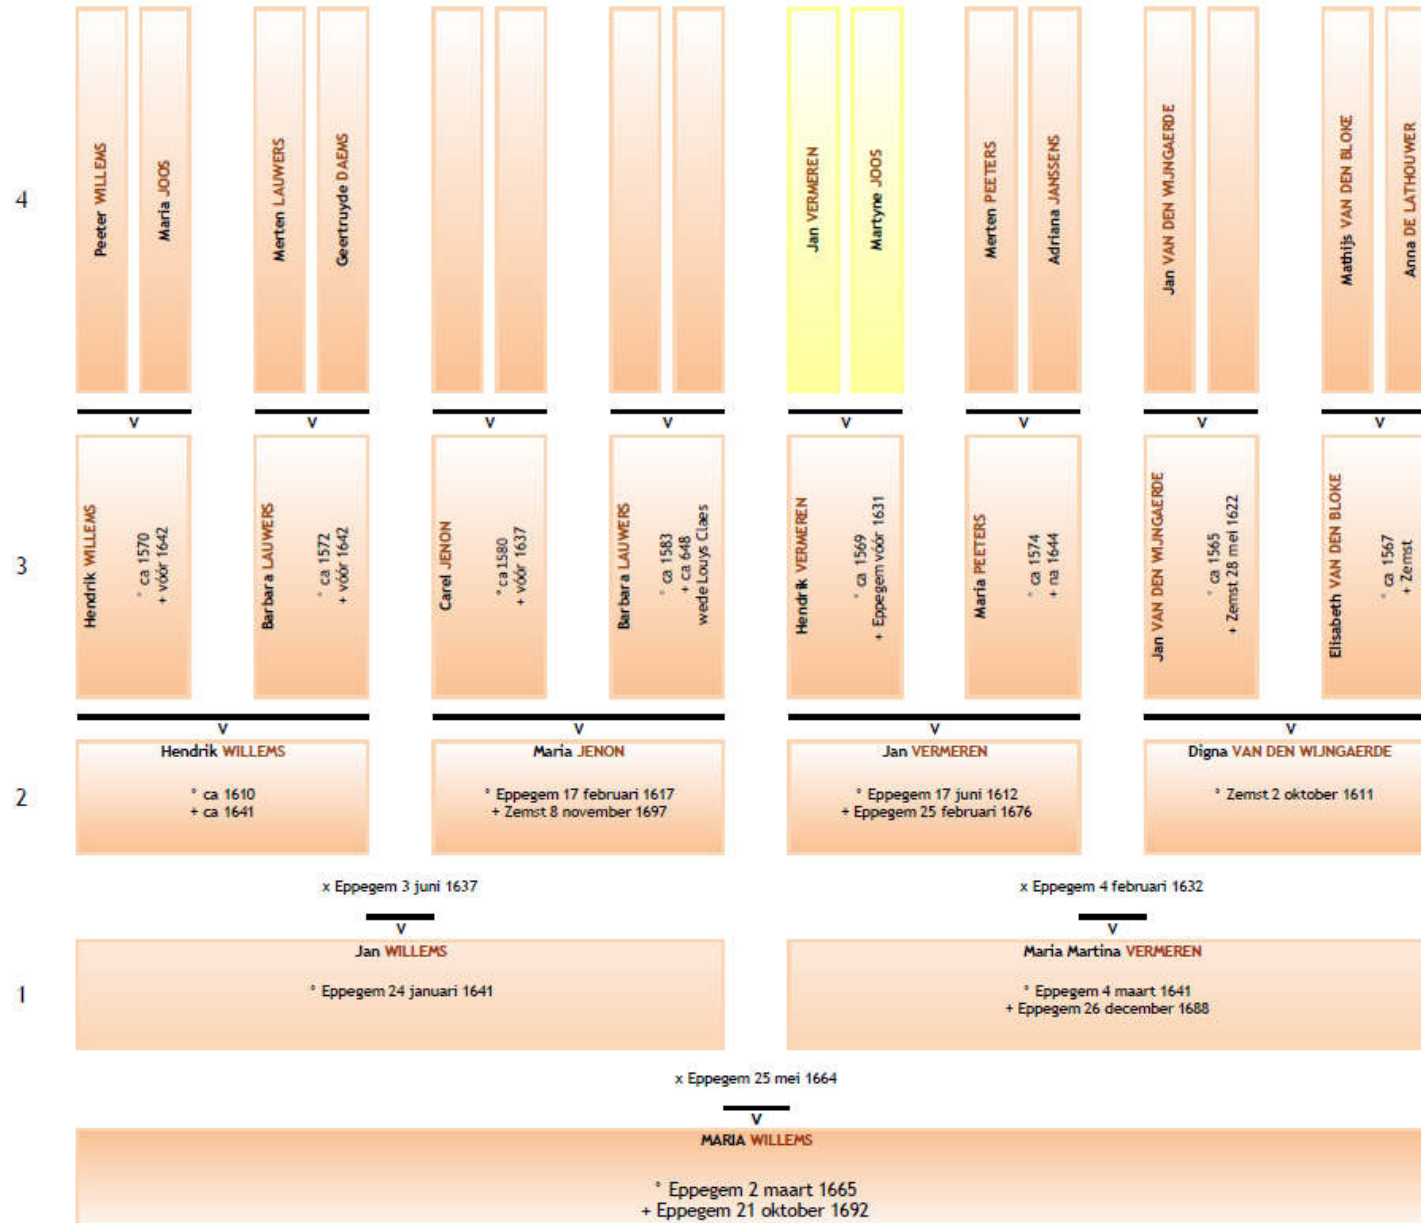 4
Peeter WILLEMS
Maria JOOS
Merten LAUWERS
Geertruyde DAEMS
Jan VERMEREN
Martyne JOOS
Merten PEETERS
Adriana JANSSENS
Jan VAN DEN WIJNGAERDE
Mathijs VAN DEN BLOKE
Anna DE LATHOUWER
V V V V V V V V
3
Hendrik WILLEMS
° ca 1570
+ vóór 1642
Barbara LAUWERS
° ca 1572
+ vóór 1642
Carel JENON
° ca 1580
+ vóór 1637
Barbara LAUWERS
° ca 1583
+ ca 648
wede Louys Claes
Hendrik VERMEREN
° ca 1569
+ Eppegem vóór 1631
Maria PEETERS
° ca 1574
+ na 1644
Jan VAN DEN WIJNGAERDE
° ca 1565
+ Zemst 28 mei 1622
Elisabeth VAN DEN BLOKE
° ca 1567
+ Zemst
V V V V
2
Hendrik WILLEMS
° ca 1610
+ ca 1641
Maria JENON
° Eppegem 17 februari 1617
+ Zemst 8 november 1697
Jan VERMEREN
° Eppegem 17 juni 1612
+ Eppegem 25 februari 1676
Digna VAN DEN WIJNGAERDE
° Zemst 2 oktober 1611
x Eppegem 3 juni 1637
x Eppegem 4 februari 1632
V V
1
Jan WILLEMS
° Eppegem 24 januari 1641
Maria Martina VERMEREN
° Eppegem 4 maart 1641
+ Eppegem 26 december 1688
x Eppegem 25 mei 1664
V
MARIA WILLEMS
° Eppegem 2 maart 1665
+ Eppegem 21 oktober 1692